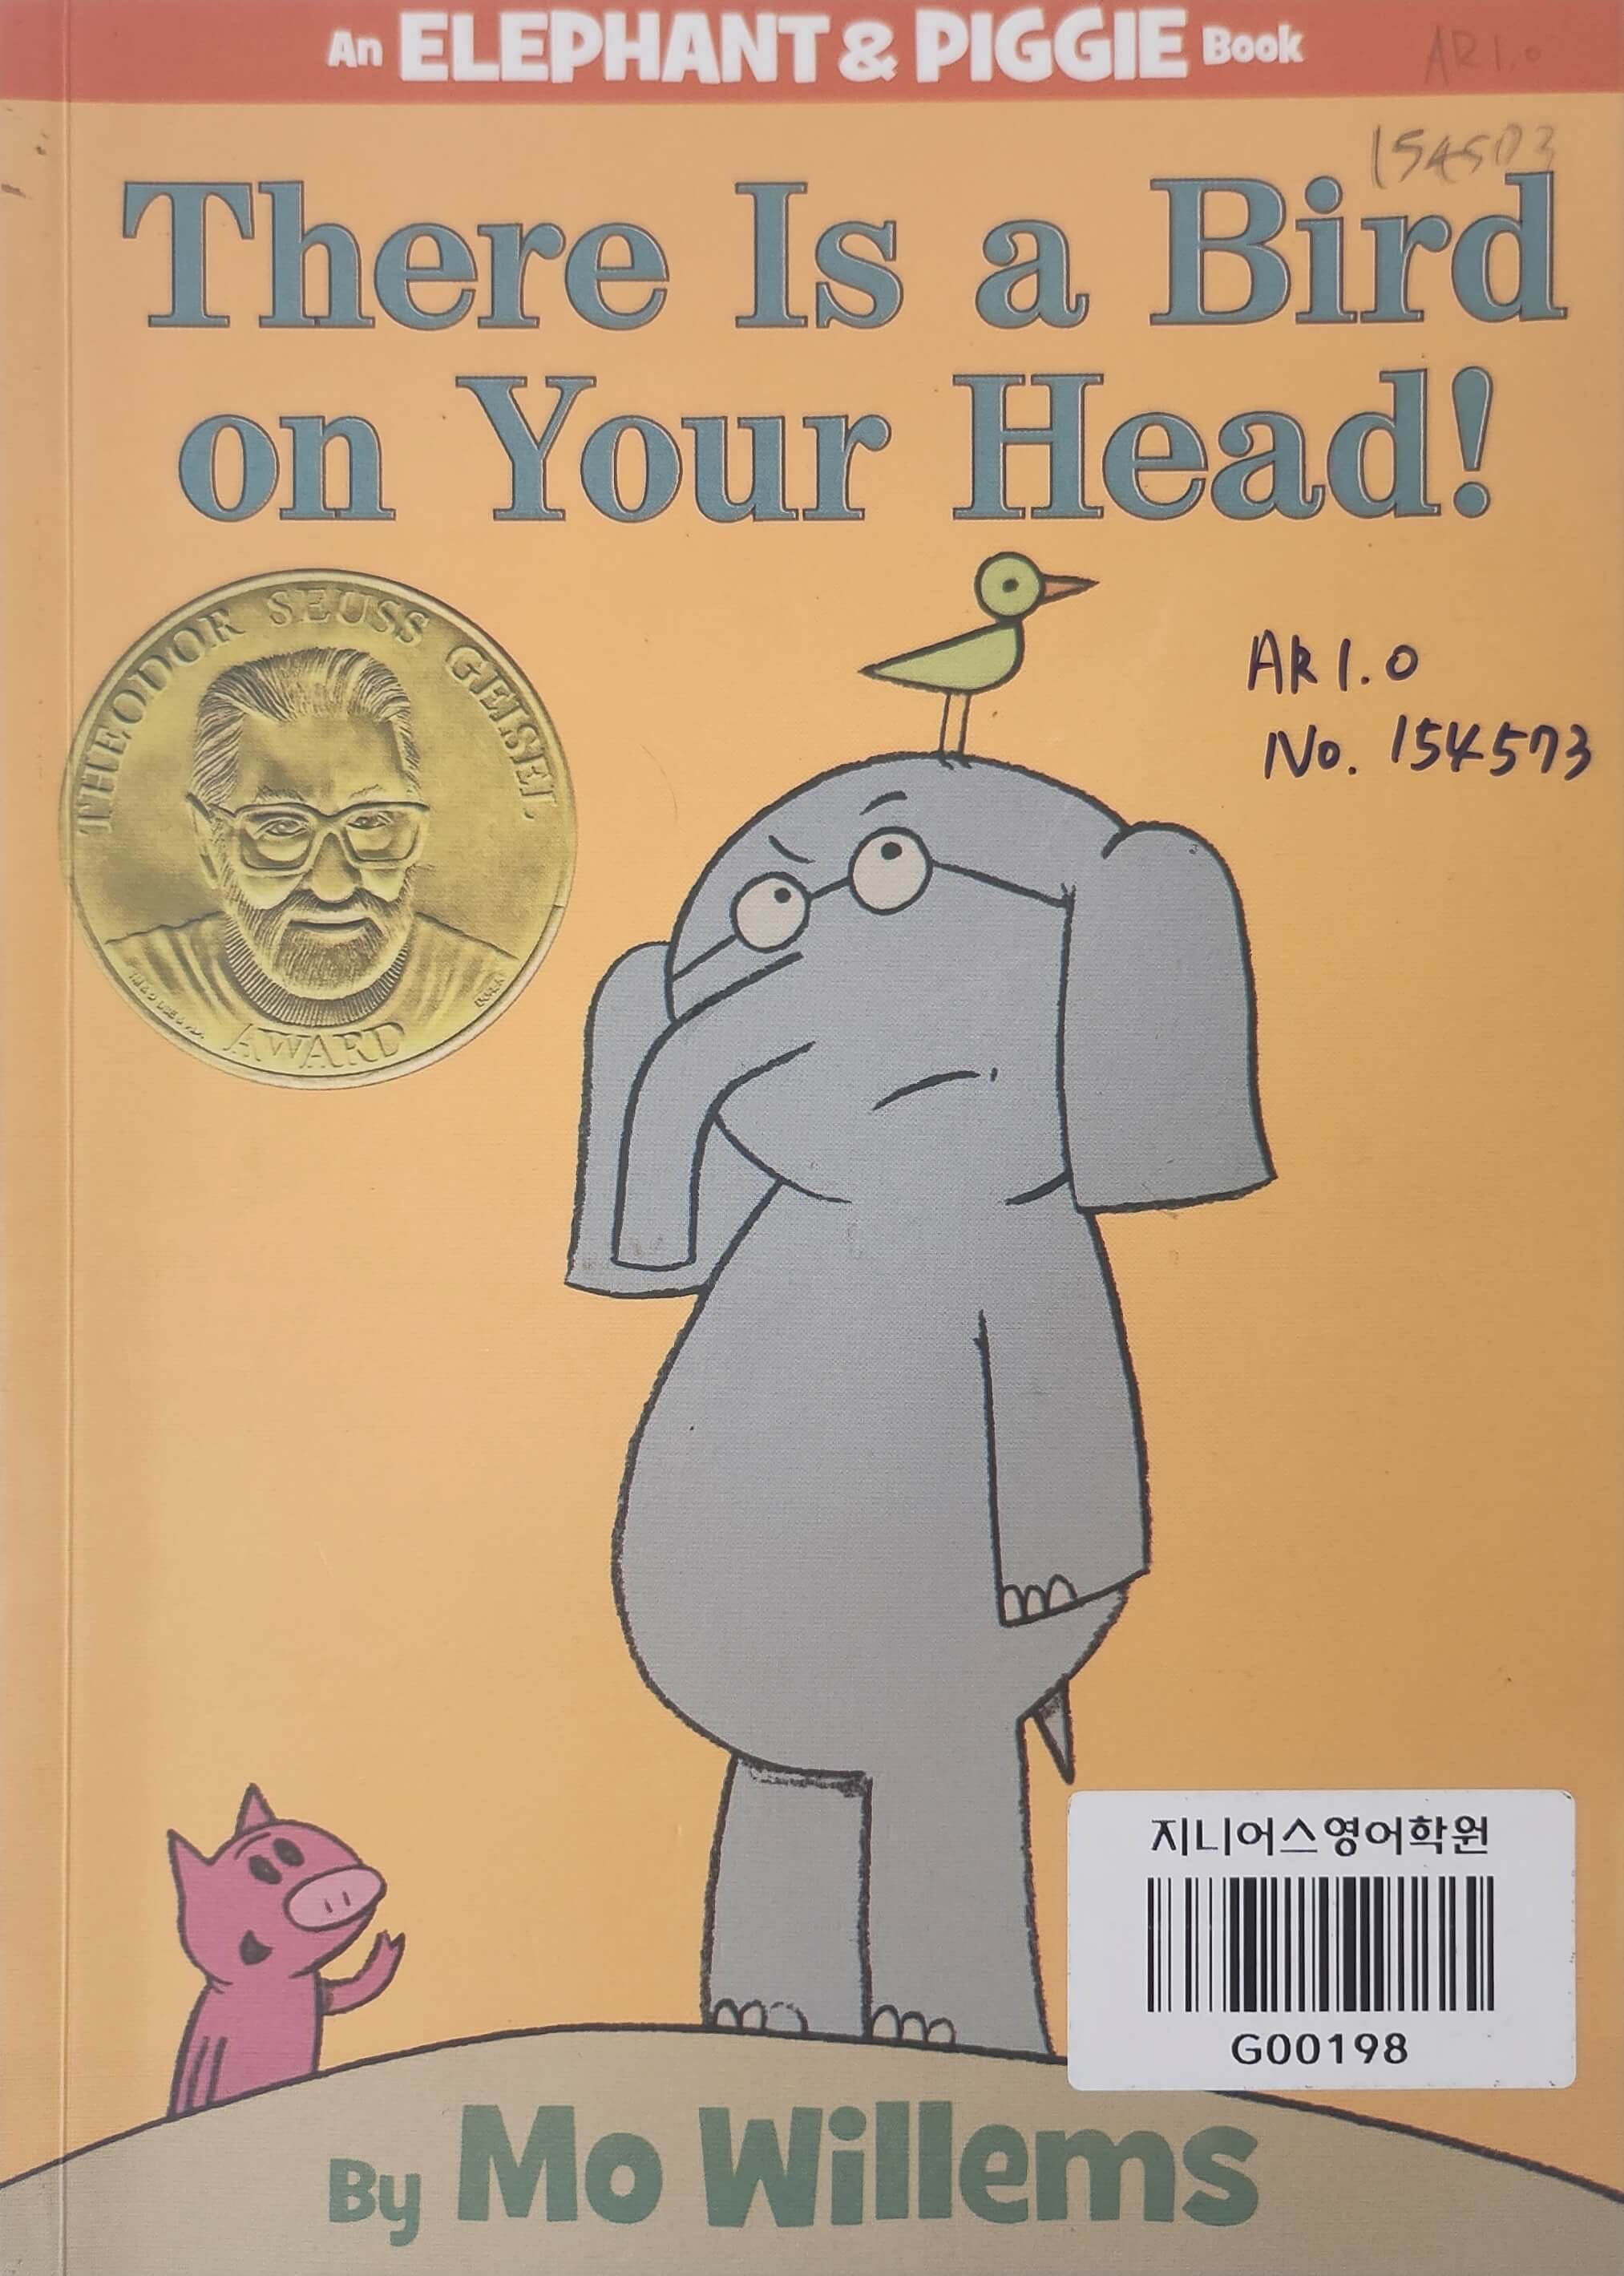 An ELEPHANT & PIGGIE Book
AR 1.0
154573
There Is a Bird
on Your Head!
THEODOR SEUSS GEISEL
AWARD
AR 1.0
No. 154573
지니어스영어학원
G00198
By Mo Willems